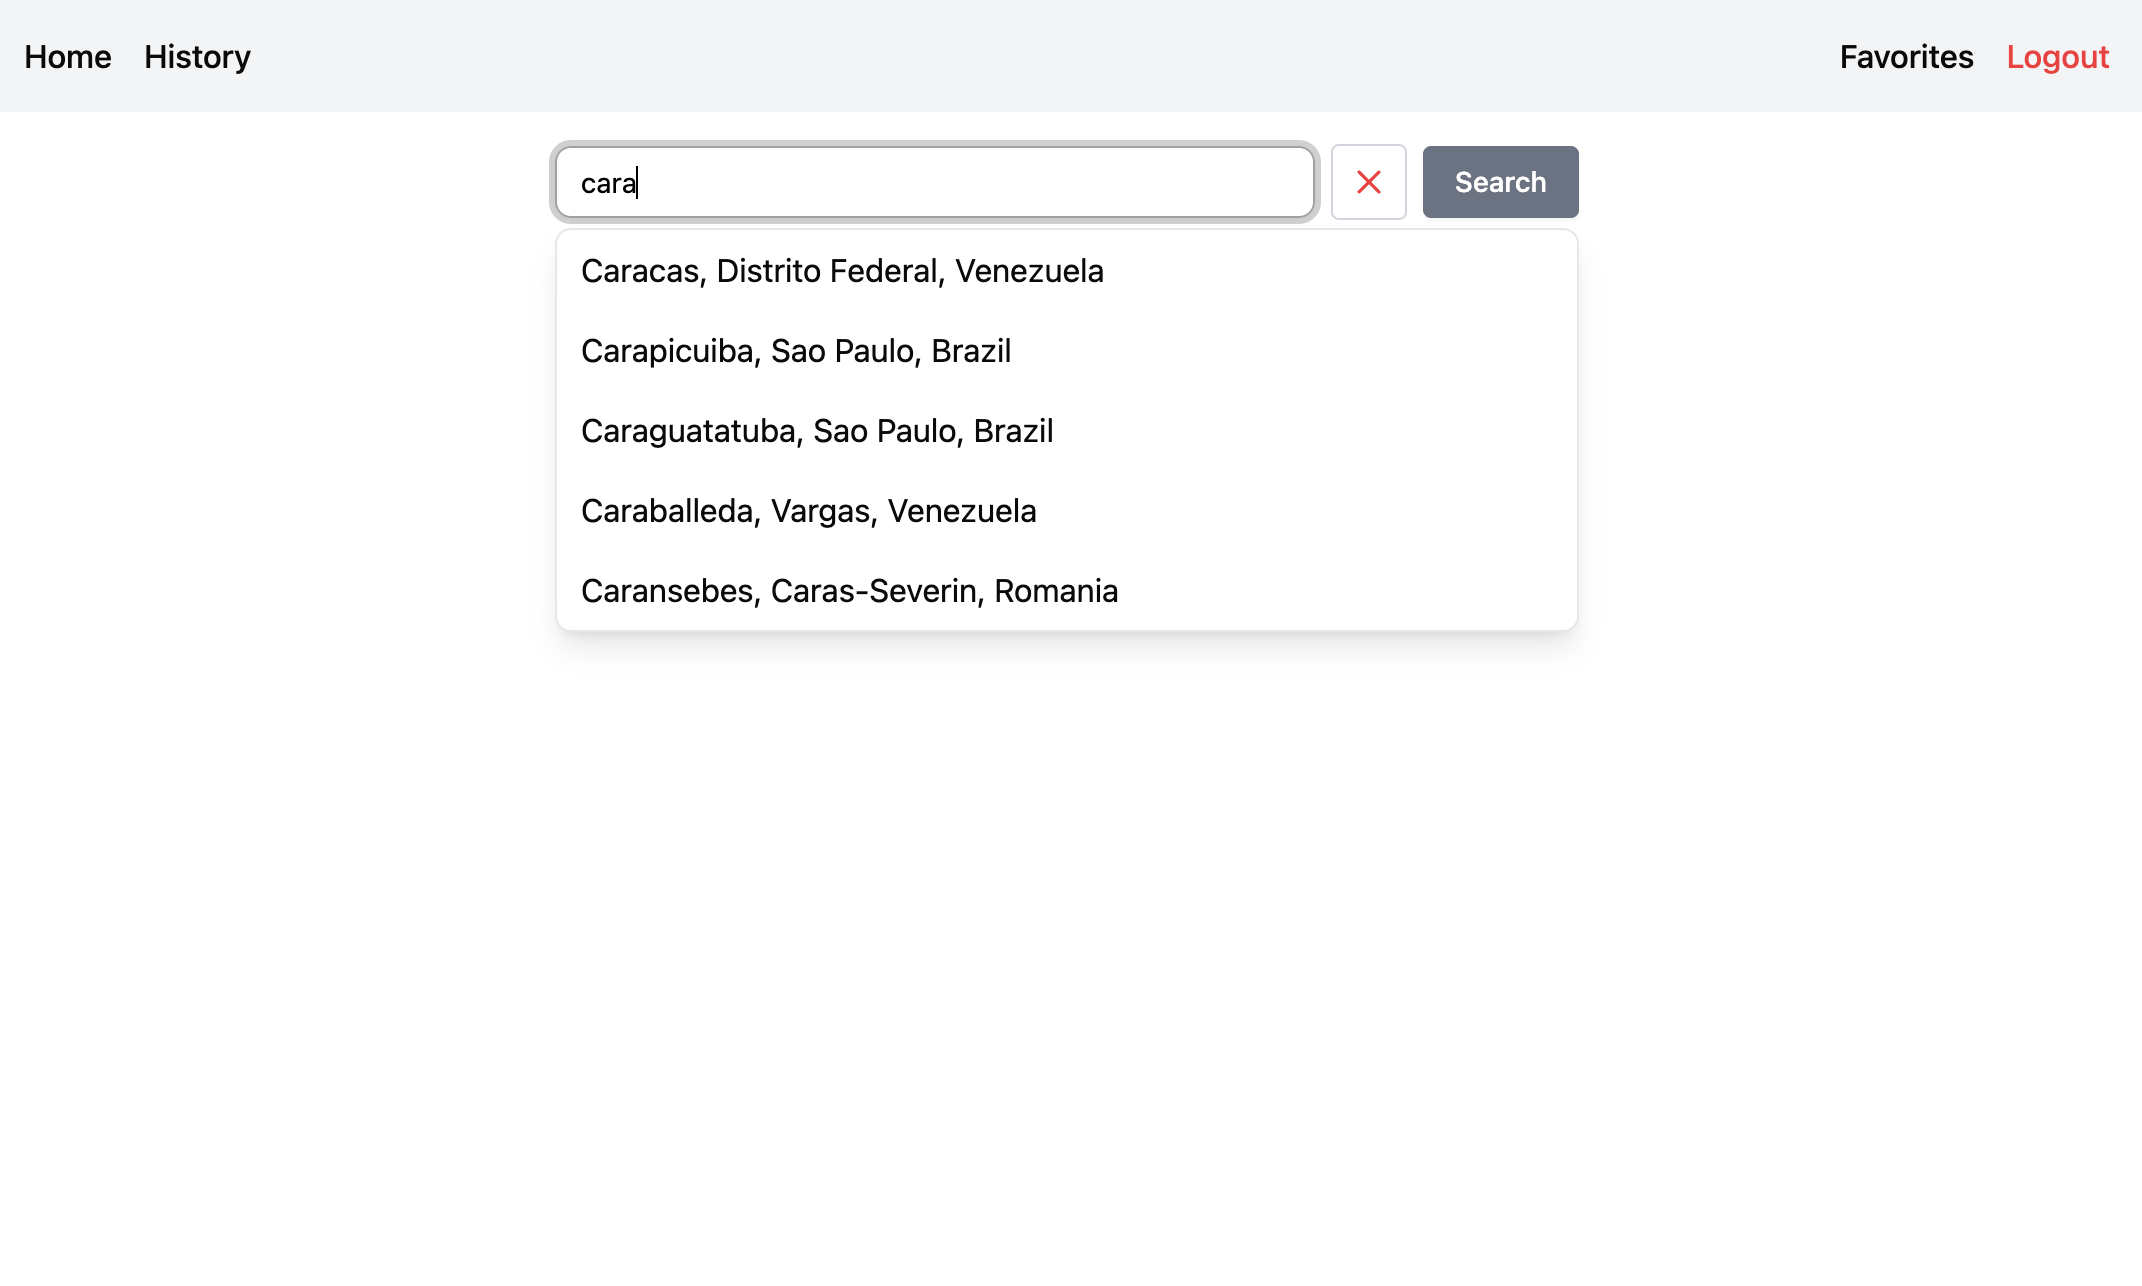 Home History Favorites Logout
cara Search
Caracas, Distrito Federal, Venezuela
Carapicuiba, Sao Paulo, Brazil
Caraguatatuba, Sao Paulo, Brazil
Caraballeda, Vargas, Venezuela
Caransebes, Caras-Severin, Romania